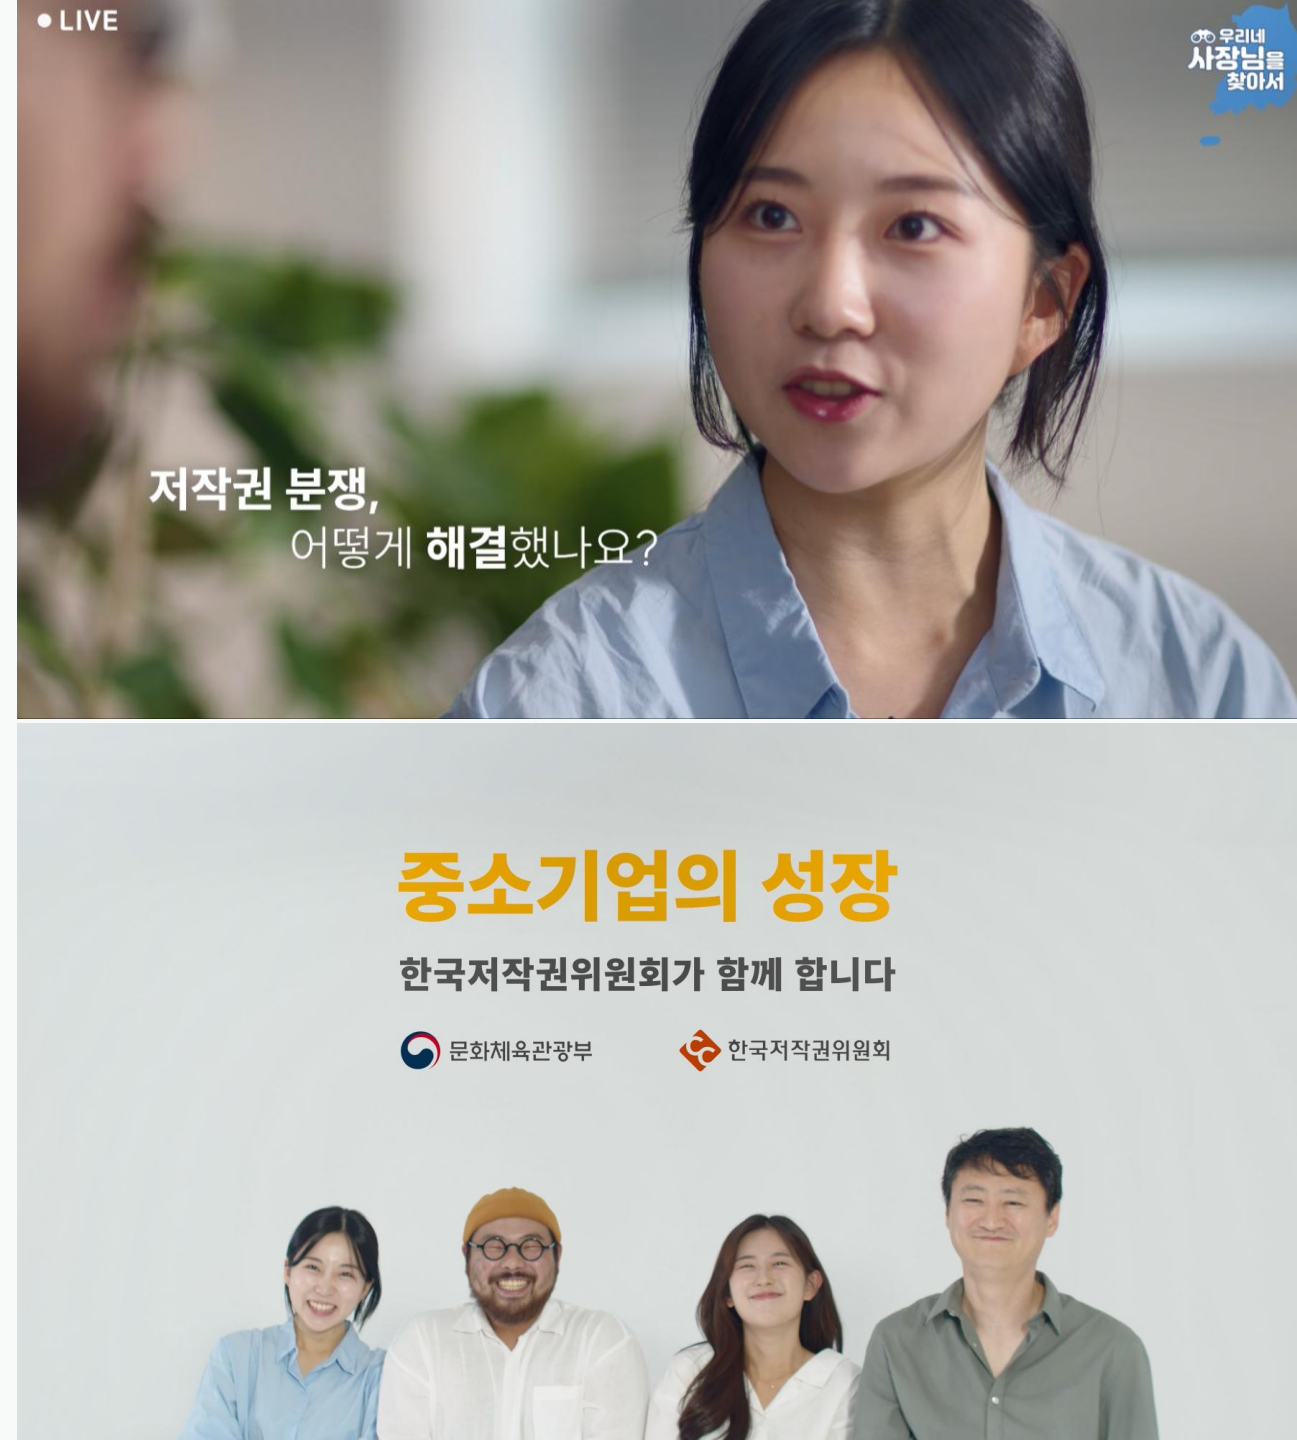 LIVE
우리네
사장님을
찾아서
저작권 분쟁,
어떻게 해결했나요?
중소기업의 성장
한국저작권위원회가 함께 합니다
문화체육관광부
CC 한국저작권위원회